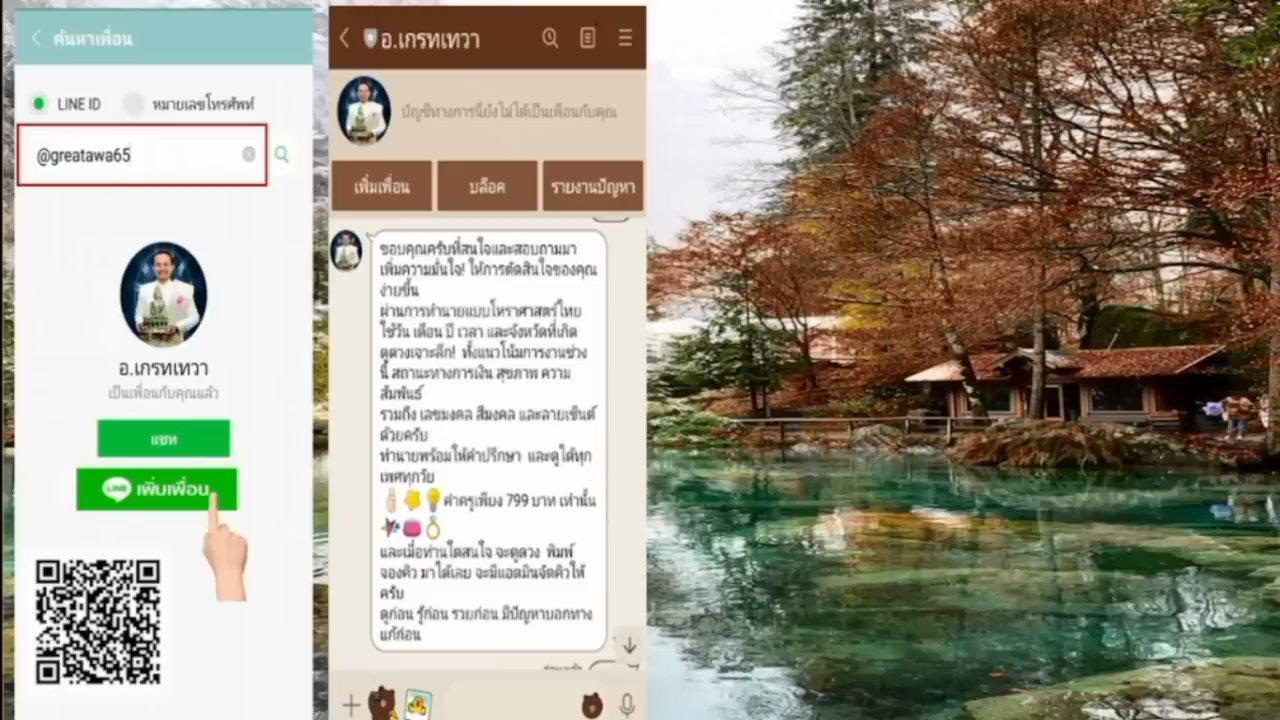 ค้นหาเพื่อน
LINE ID
หมายเลขโทรศัพท์
@greatawa65
อ.เกรทเทวา
เป็นเพื่อนกับคุณแล้ว
แชท
LINE เพิ่มเพื่อน
อ.เกรทเทวา
บัญชีทางการนี้ยังไม่ได้เป็นเพื่อนกับคุณ
เพิ่มเพื่อน
บล็อค
รายงานปัญหา
ขอบคุณครับที่สนใจและสอบถามมา
เพิ่มความมั่นใจ! ให้การตัดสินใจของคุณ
ง่ายขึ้น
ผ่านการทำนายแบบโหราศาสตร์ไทย
ใช้วัน เดือน ปี เวลา และจังหวัดที่เกิด
ดูดวงเจาะลึก! ทั้งแนวโน้มการงานช่วง
นี้ สถานะทางการเงิน สุขภาพ ความ
สัมพันธ์
รวมถึง เลขมงคล สีมงคล และลายเซ็นต์
ด้วยครับ
ทำนายพร้อมให้คำปรึกษา และดูได้ทุก
เพศทุกวัย
ค่าครูเพียง 799 บาท เท่านั้น
และเมื่อท่านใดสนใจ จะดูดวง พิมพ์
จองคิว มาได้เลย จะมีแอดมินจัดคิวให้
ครับ
ดูก่อน รู้ก่อน รวยก่อน มีปัญหาบอกทาง
แก้ก่อน